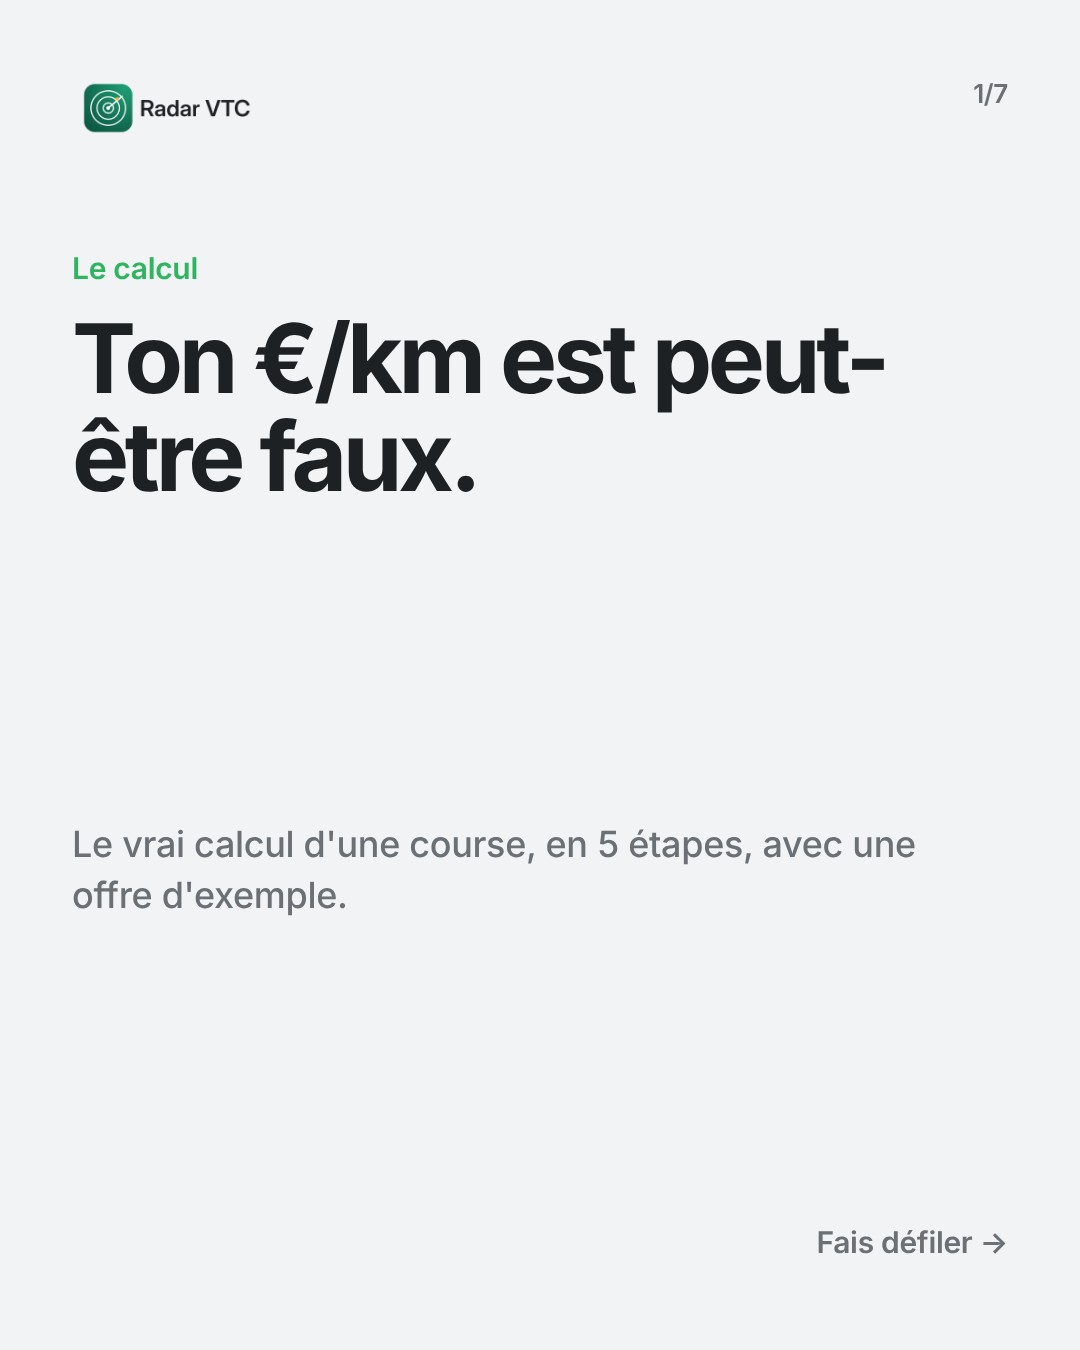 Radar VTC
1/7
Le calcul
Ton €/km est peut-
être faux.
Le vrai calcul d'une course, en 5 étapes, avec une
offre d'exemple.
Fais défiler →